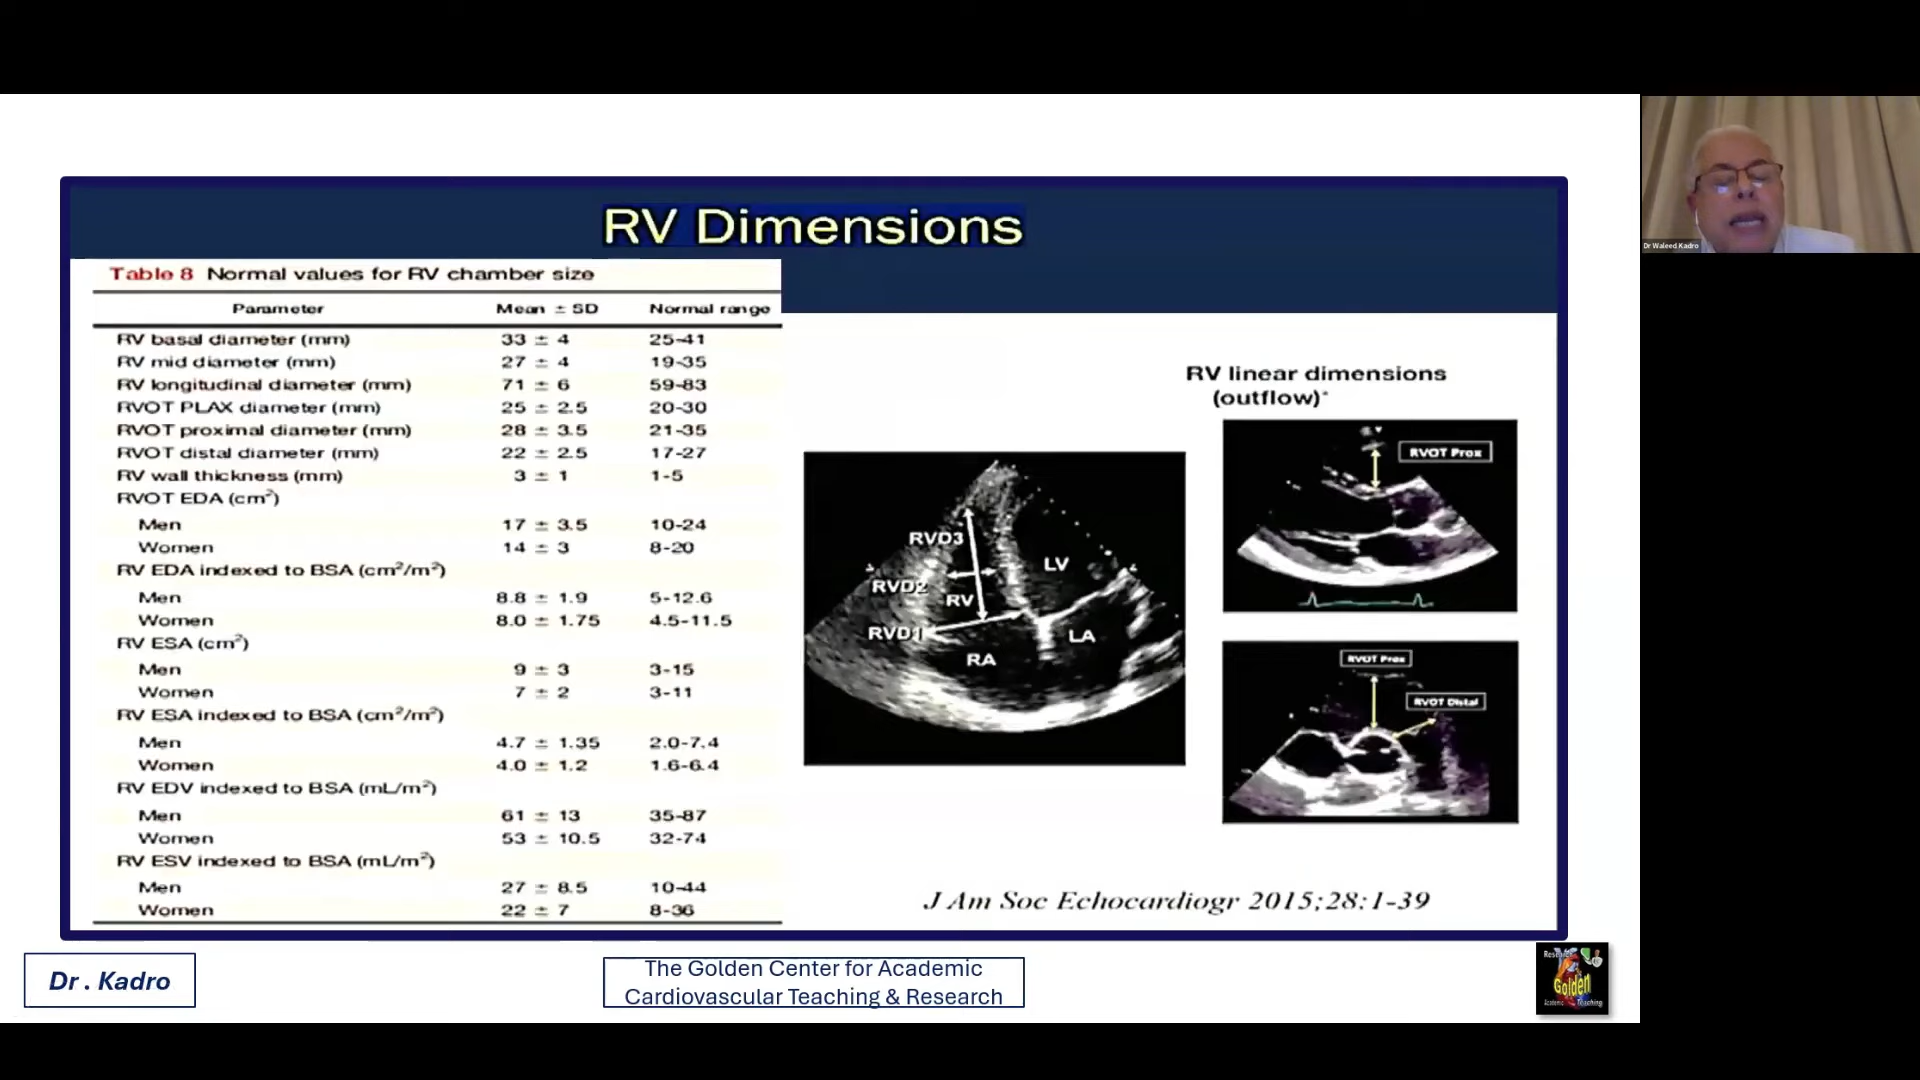 RV Dimensions
Table 8 Normal values for RV chamber size
Parameter Mean ± SD Normal range
RV basal diameter (mm) 33 ± 4 25-41
RV mid diameter (mm) 27 ± 4 19-35
RV longitudinal diameter (mm) 71 ± 6 59-83
RVOT PLAX diameter (mm) 25 ± 2.5 20-30
RVOT proximal diameter (mm) 28 ± 3.5 21-35
RVOT distal diameter (mm) 22 ± 2.5 17-27
RV wall thickness (mm) 3 ± 1 1-5
RVOT EDA (cm²)
Men 17 ± 3.5 10-24
Women 14 ± 3 8-20
RV EDA indexed to BSA (cm²/m²)
Men 8.8 ± 1.9 5-12.6
Women 8.0 ± 1.75 4.5-11.5
RV ESA (cm²)
Men 9 ± 3 3-15
Women 7 ± 2 3-11
RV ESA indexed to BSA (cm²/m²)
Men 4.7 ± 1.35 2.0-7.4
Women 4.0 ± 1.2 1.6-6.4
RV EDV indexed to BSA (mL/m²)
Men 61 ± 13 35-87
Women 53 ± 10.5 32-74
RV ESV indexed to BSA (mL/m²)
Men 27 ± 8.5 10-44
Women 22 ± 7 8-36
RVD3
LV
RVD2
RV
RVD1
LA
RA
RV linear dimensions
(outflow)*
RVOT Prox
RVOT Prox
RVOT Distal
J Am Soc Echocardiogr 2015;28:1-39
Dr . Kadro
The Golden Center for Academic
Cardiovascular Teaching & Research
Golden
Academic Teaching
Dr Waleed Kadro